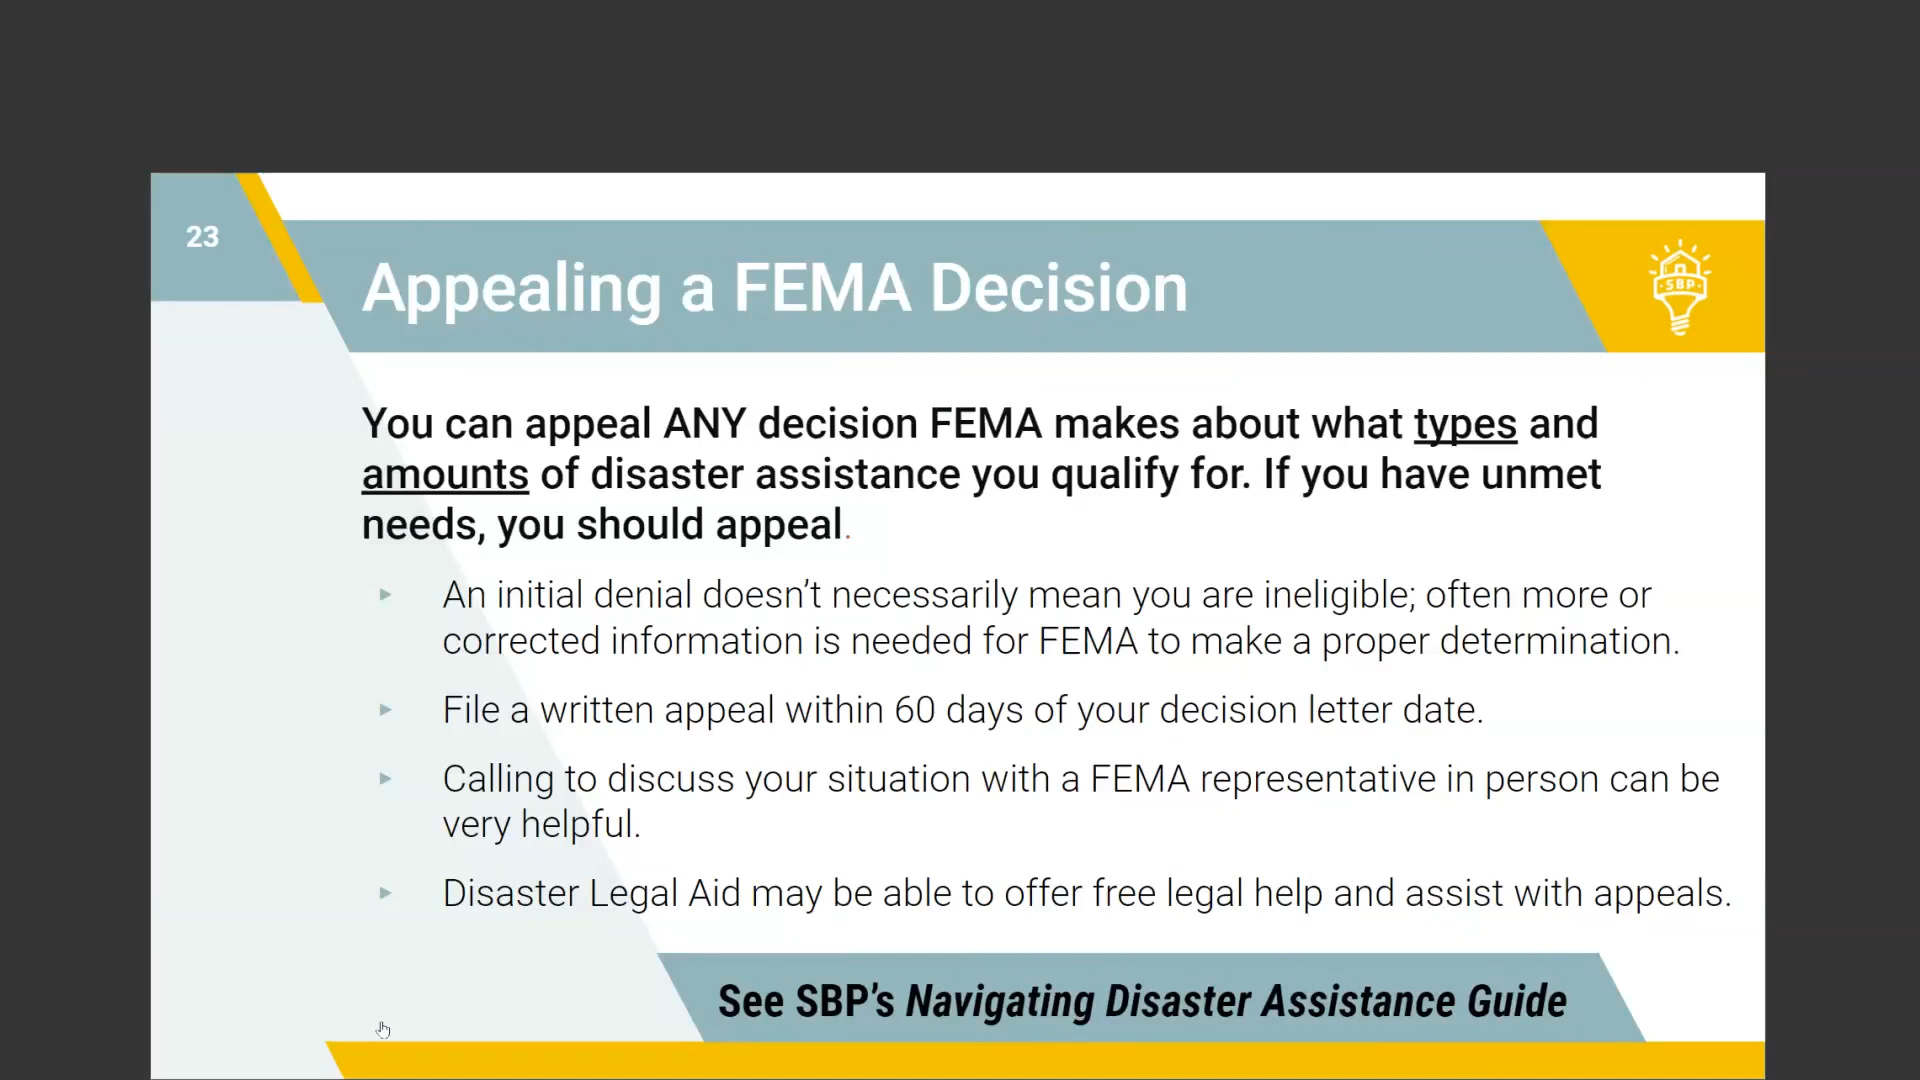 23
Appealing a FEMA Decision
SBP
You can appeal ANY decision FEMA makes about what types and
amounts of disaster assistance you qualify for. If you have unmet
needs, you should appeal.
An initial denial doesn’t necessarily mean you are ineligible; often more or
corrected information is needed for FEMA to make a proper determination.
File a written appeal within 60 days of your decision letter date.
Calling to discuss your situation with a FEMA representative in person can be
very helpful.
Disaster Legal Aid may be able to offer free legal help and assist with appeals.
See SBP’s Navigating Disaster Assistance Guide